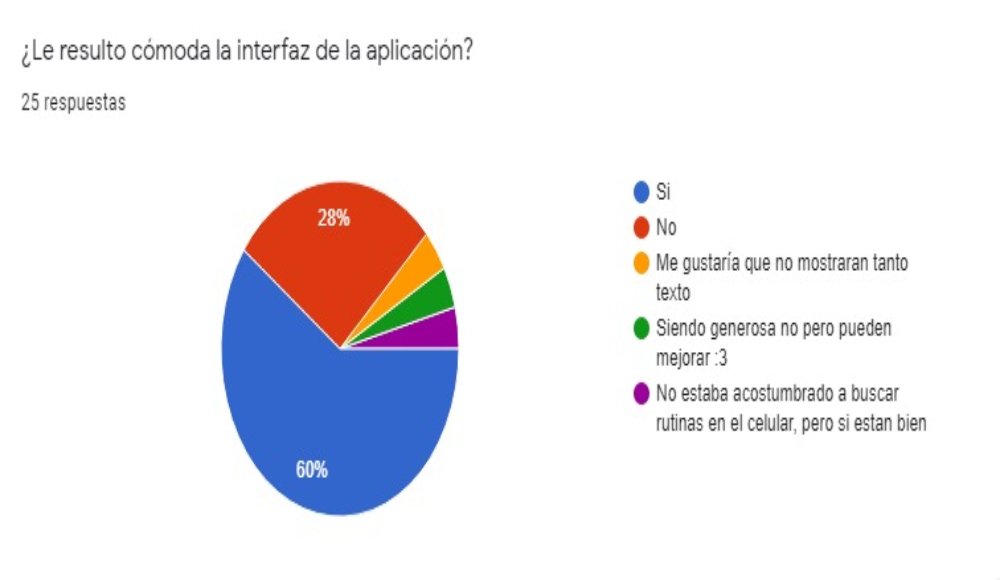 ¿Le resulto cómoda la interfaz de la aplicación?
25 respuestas
28%
60%
Si
No
Me gustaría que no mostraran tanto
texto
Siendo generosa no pero pueden
mejorar :3
No estaba acostumbrado a buscar
rutinas en el celular, pero si estan bien